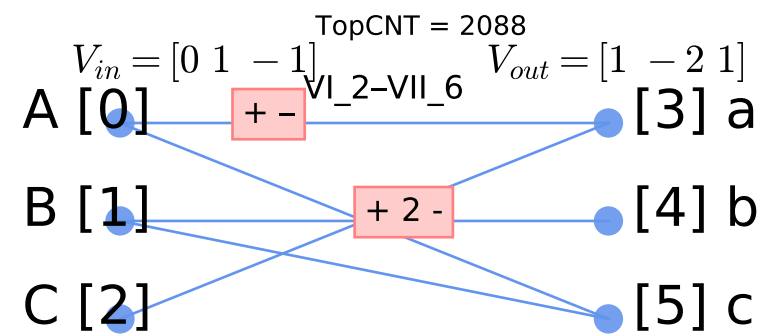 TopCNT = 2088
V_in = [0 1 −1] V_out = [1 −2 1]
VI_2–VII_6
A [0] + – [3] a
B [1] + 2 - [4] b
C [2] [5] c